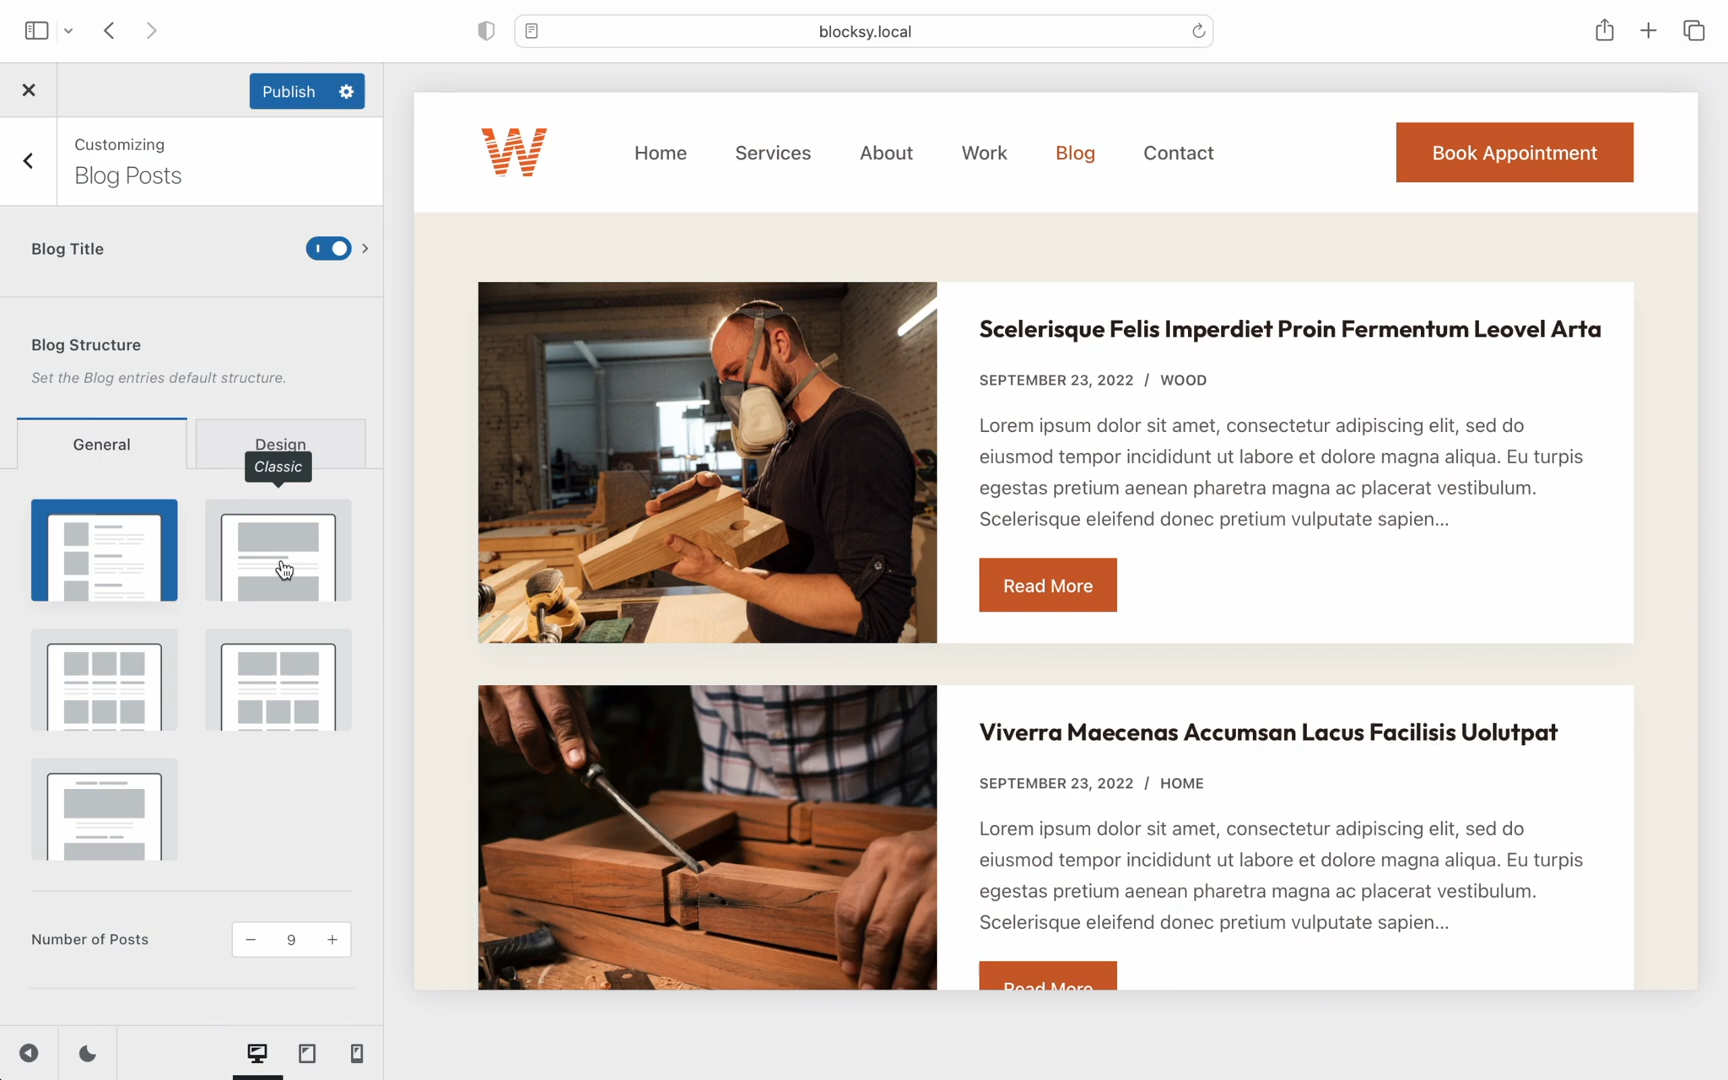 blocksy.local
Publish
Customizing
Blog Posts
Blog Title
Blog Structure
Set the Blog entries default structure.
General
Design
Classic
Number of Posts
9
W
Home
Services
About
Work
Blog
Contact
Book Appointment
Scelerisque Felis Imperdiet Proin Fermentum Leovel Arta
SEPTEMBER 23, 2022 / WOOD
Lorem ipsum dolor sit amet, consectetur adipiscing elit, sed do
eiusmod tempor incididunt ut labore et dolore magna aliqua. Eu turpis
egestas pretium aenean pharetra magna ac placerat vestibulum.
Scelerisque eleifend donec pretium vulputate sapien...
Read More
Viverra Maecenas Accumsan Lacus Facilisis Uolutpat
SEPTEMBER 23, 2022 / HOME
Lorem ipsum dolor sit amet, consectetur adipiscing elit, sed do
eiusmod tempor incididunt ut labore et dolore magna aliqua. Eu turpis
egestas pretium aenean pharetra magna ac placerat vestibulum.
Scelerisque eleifend donec pretium vulputate sapien...
Read More